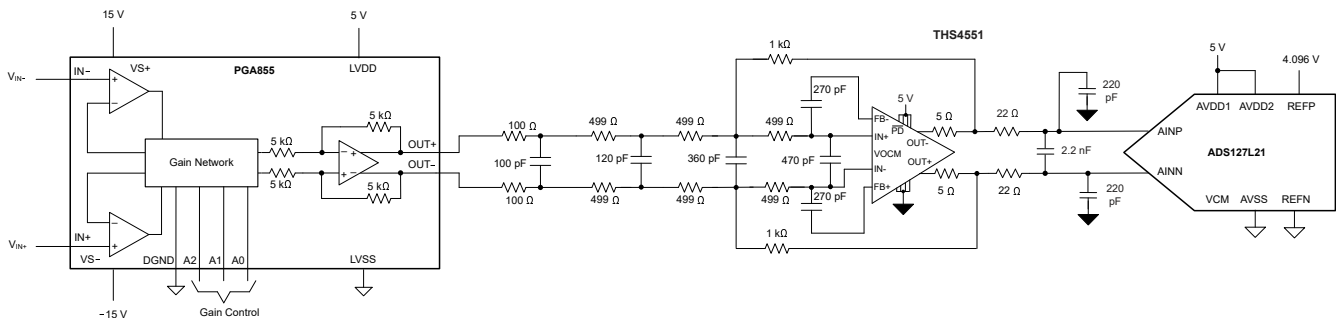 15 V
5 V
VS+
PGA855
LVDD
VIN–
IN–
Gain Network
5 kΩ
5 kΩ
5 kΩ
5 kΩ
OUT+
OUT–
VIN+
IN+
VS–
DGND
A2
A1
A0
LVSS
–15 V
Gain Control
100 Ω
499 Ω
499 Ω
499 Ω
100 pF
120 pF
360 pF
470 pF
100 Ω
499 Ω
499 Ω
499 Ω
1 kΩ
1 kΩ
270 pF
270 pF
THS4551
5 V
FB-
PD
IN+
OUT-
VOCM
OUT+
IN-
FB+
5 Ω
22 Ω
5 Ω
22 Ω
220
pF
2.2 nF
220
pF
5 V
4.096 V
AVDD1
AVDD2
REFP
AINP
ADS127L21
AINN
VCM
AVSS
REFN